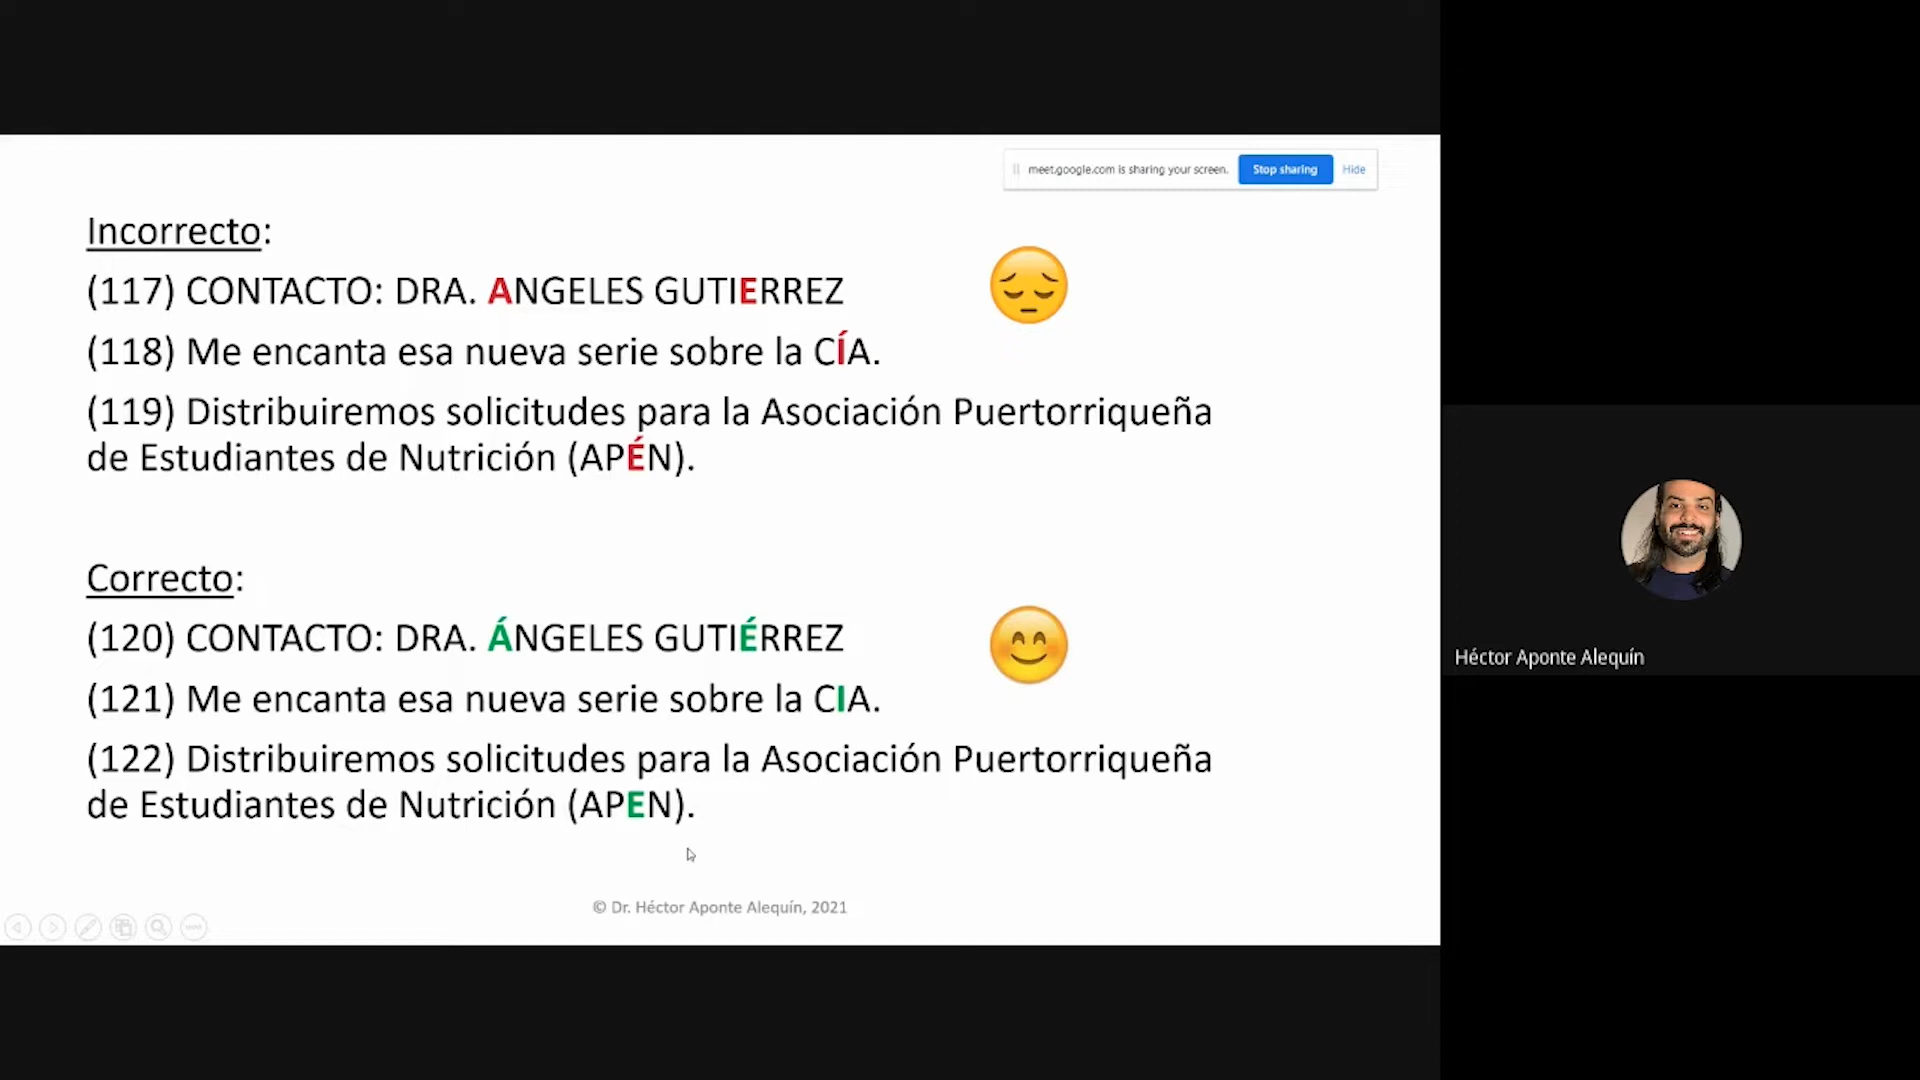 meet.google.com is sharing your screen. Stop sharing Hide
Incorrecto:
(117) CONTACTO: DRA. ANGELES GUTIERREZ
(118) Me encanta esa nueva serie sobre la CÍA.
(119) Distribuiremos solicitudes para la Asociación Puertorriqueña
de Estudiantes de Nutrición (APÉN).
Correcto:
(120) CONTACTO: DRA. ÁNGELES GUTIÉRREZ
(121) Me encanta esa nueva serie sobre la CIA.
(122) Distribuiremos solicitudes para la Asociación Puertorriqueña
de Estudiantes de Nutrición (APEN).
© Dr. Héctor Aponte Alequín, 2021
Héctor Aponte Alequín